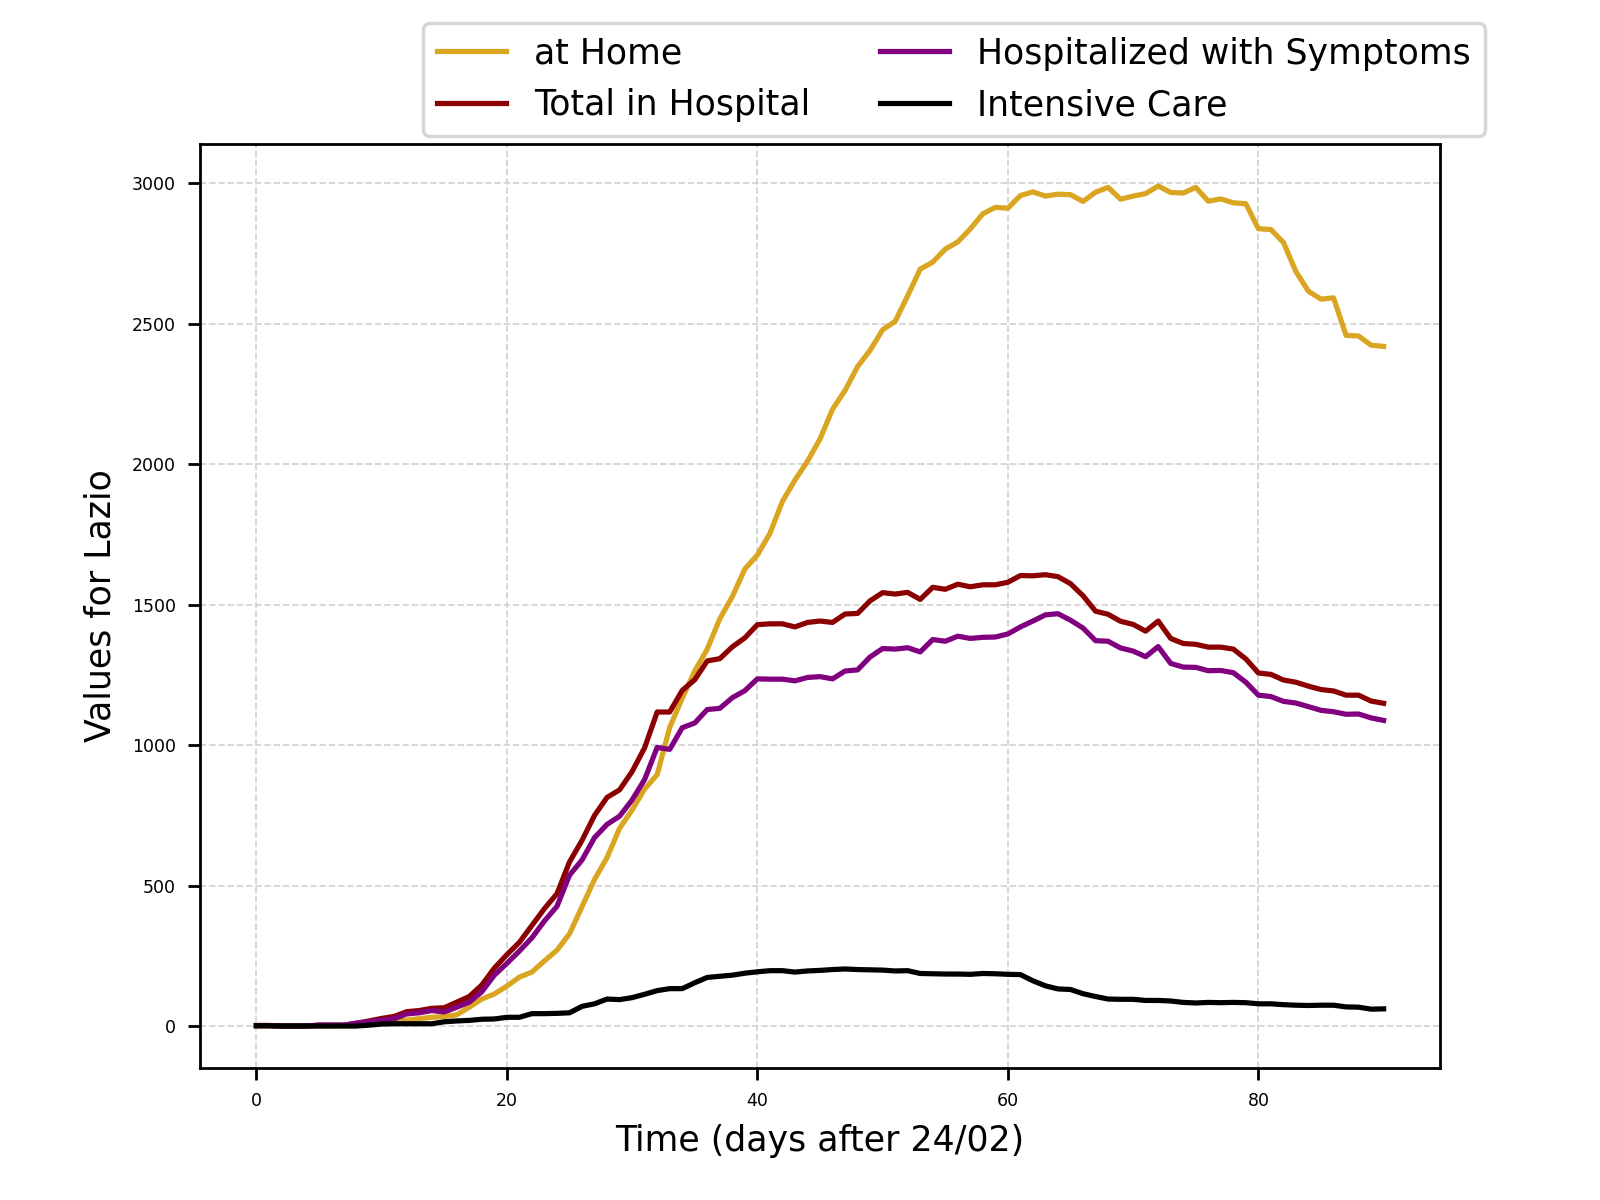 at Home
Total in Hospital
Hospitalized with Symptoms
Intensive Care
3000
2500
2000
1500
1000
500
0
Values for Lazio
0 20 40 60 80
Time (days after 24/02)